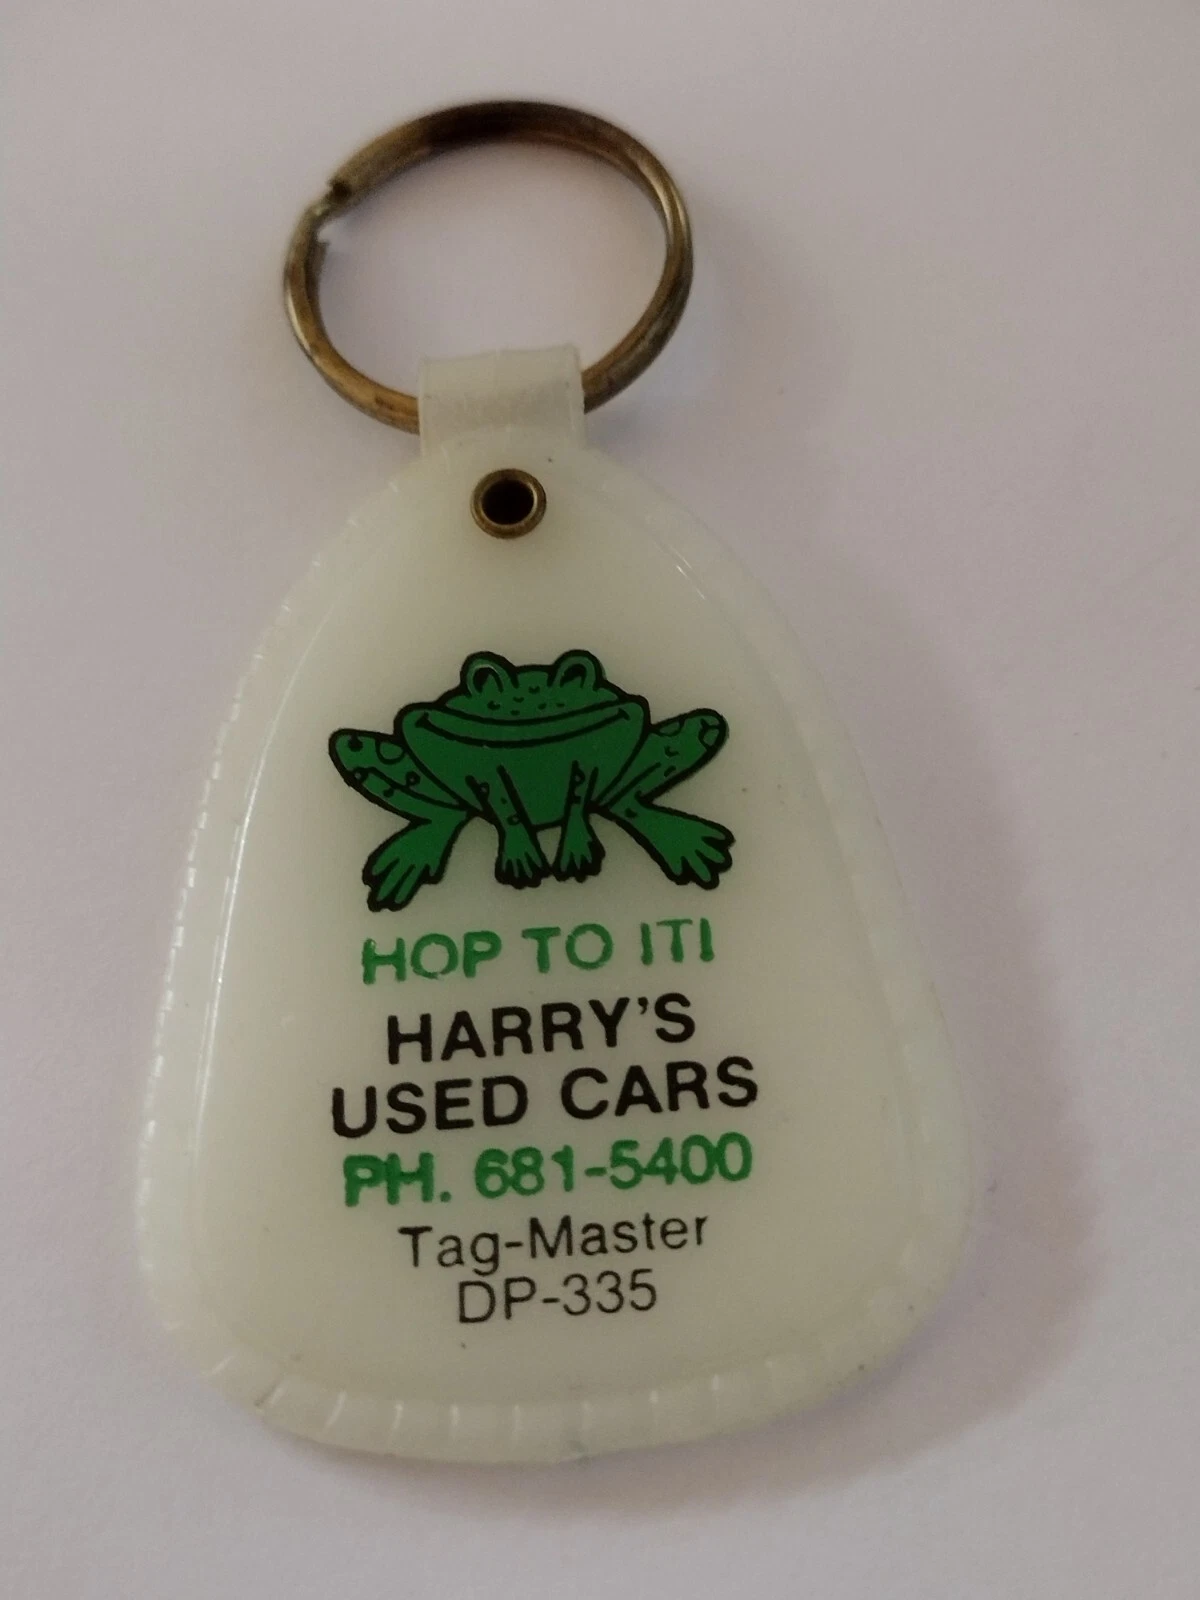 HOP TO IT!
HARRY'S
USED CARS
PH. 681-5400
Tag-Master
DP-335